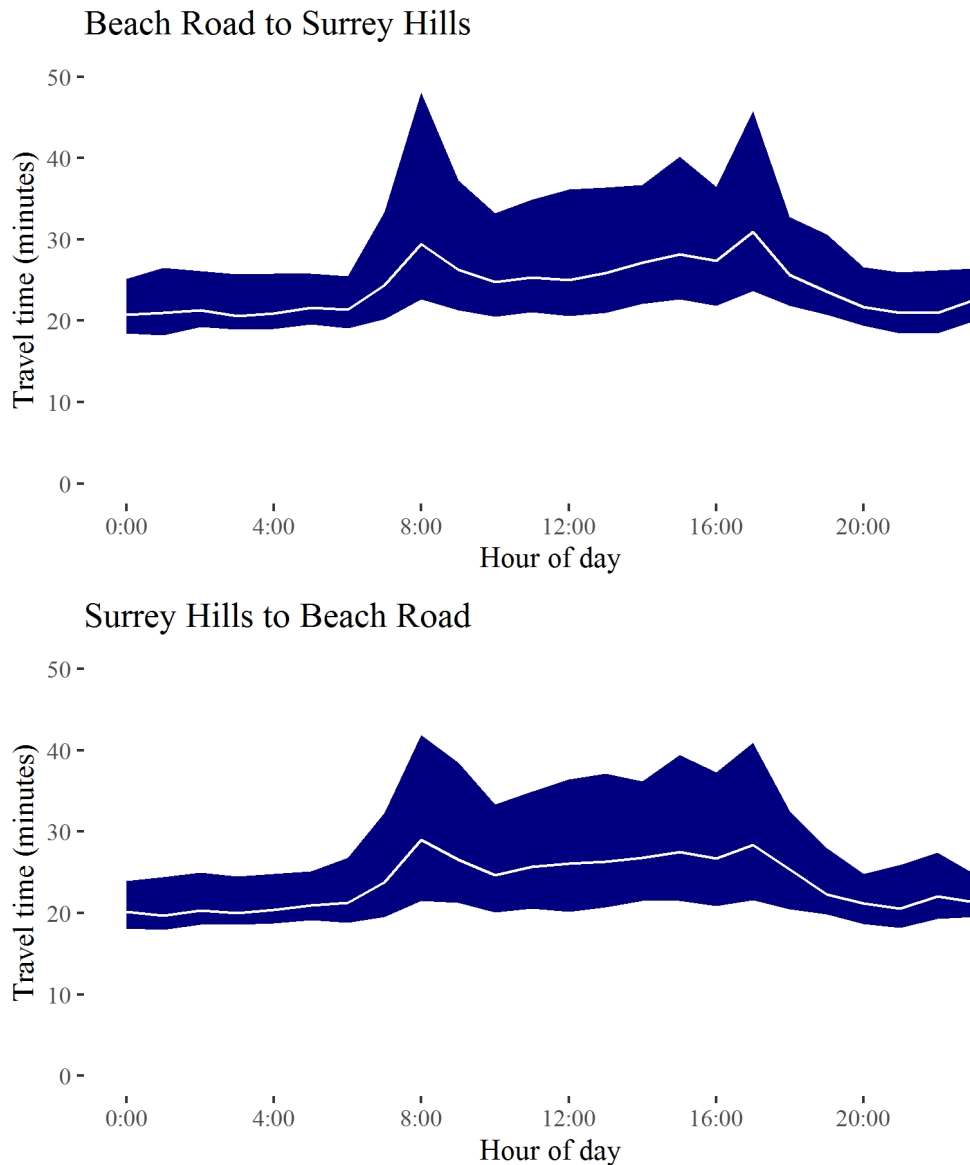 Beach Road to Surrey Hills
50
40
30
20
10
0
Travel time (minutes)
0:00 4:00 8:00 12:00 16:00 20:00
Hour of day
Surrey Hills to Beach Road
50
40
30
20
10
0
Travel time (minutes)
0:00 4:00 8:00 12:00 16:00 20:00
Hour of day